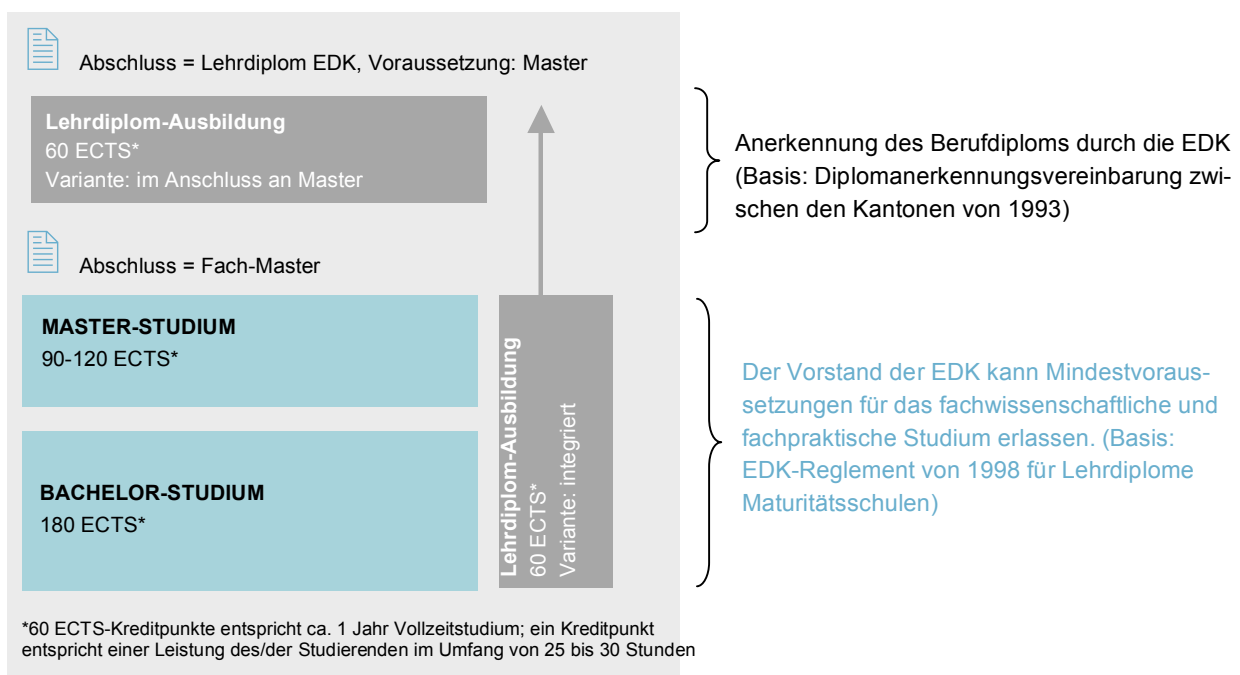 Abschluss = Lehrdiplom EDK, Voraussetzung: Master
Lehrdiplom-Ausbildung
60 ECTS*
Variante: im Anschluss an Master
Anerkennung des Berufdiploms durch die EDK
(Basis: Diplomanerkennungsvereinbarung zwi-
schen den Kantonen von 1993)
Abschluss = Fach-Master
MASTER-STUDIUM
90-120 ECTS*
BACHELOR-STUDIUM
180 ECTS*
Lehrdiplom-Ausbildung
60 ECTS*
Variante: integriert
Der Vorstand der EDK kann Mindestvoraus-
setzungen für das fachwissenschaftliche und
fachpraktische Studium erlassen. (Basis:
EDK-Reglement von 1998 für Lehrdiplome
Maturitätsschulen)
*60 ECTS-Kreditpunkte entspricht ca. 1 Jahr Vollzeitstudium; ein Kreditpunkt
entspricht einer Leistung des/der Studierenden im Umfang von 25 bis 30 Stunden